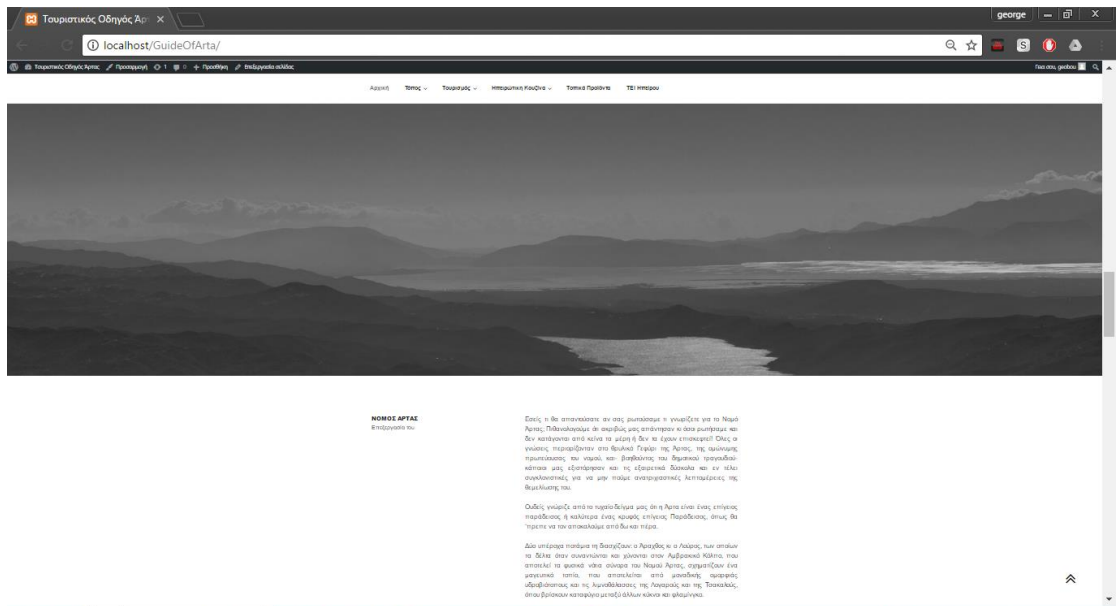 Τουριστικός Οδηγός Άρτ
george
localhost/GuideOfArta/
Τουριστικός Οδηγός Άρτας Προσαρμογή 1 0 Προσθήκη Επεξεργασία σελίδας
Γεια σου, geobou
Αρχική Τόπος Τουρισμός Ηπειρώτικη Κουζίνα Τοπικά Προϊόντα ΤΕΙ Ηπείρου
ΝΟΜΟΣ ΑΡΤΑΣ
Επεξεργασία του
Εσείς τι θα απαντούσατε αν σας ρωτούσαμε τι γνωρίζετε για το Νομό
Άρτας; Πιθανολογούμε ότι ακριβώς μας απάντησαν κι όσοι ρωτήσαμε και
δεν κατάγονται από κείνα τα μέρη ή δεν τα έχουν επισκεφτεί! Όλες οι
γνώσεις περιορίζονταν στο θρυλικό Γεφύρι της Άρτας, της ομώνυμης
πρωτεύουσας του νομού, και- βοηθούντος του δημοτικού τραγουδιού-
κάποιοι μας εξιστόρησαν και τις εξαιρετικά δύσκολα και εν τέλει
συγκλονιστικές για να μην πούμε ανατριχιαστικές λεπτομέρειες της
θεμελίωσης του.
Ουδείς γνώριζε από το τυχαίο δείγμα μας ότι η Άρτα είναι ένας επίγειος
παράδεισος ή καλύτερα ένας κρυφός επίγειος Παράδεισος, όπως θα
'πρεπε να τον αποκαλούμε από δω και πέρα.
Δύο υπέροχα ποτάμια τη διασχίζουν: ο Άραχθος κι ο Λούρος, των οποίων
τα δέλτα όταν συναντώνται και χύνονται στον Αμβρακικό Κόλπο, που
αποτελεί τα φυσικά νότια σύνορα του Νομού Άρτας, σχηματίζουν ένα
μαγευτικό τοπίο, που αποτελείται από μοναδικής ομορφιάς
υδροβιότοπους και τις λιμνοθάλασσες της Λογαρούς και της Τσουκαλιούς,
όπου βρίσκουν καταφύγιο μεταξύ άλλων κύκνοι και φλαμίνγκο.